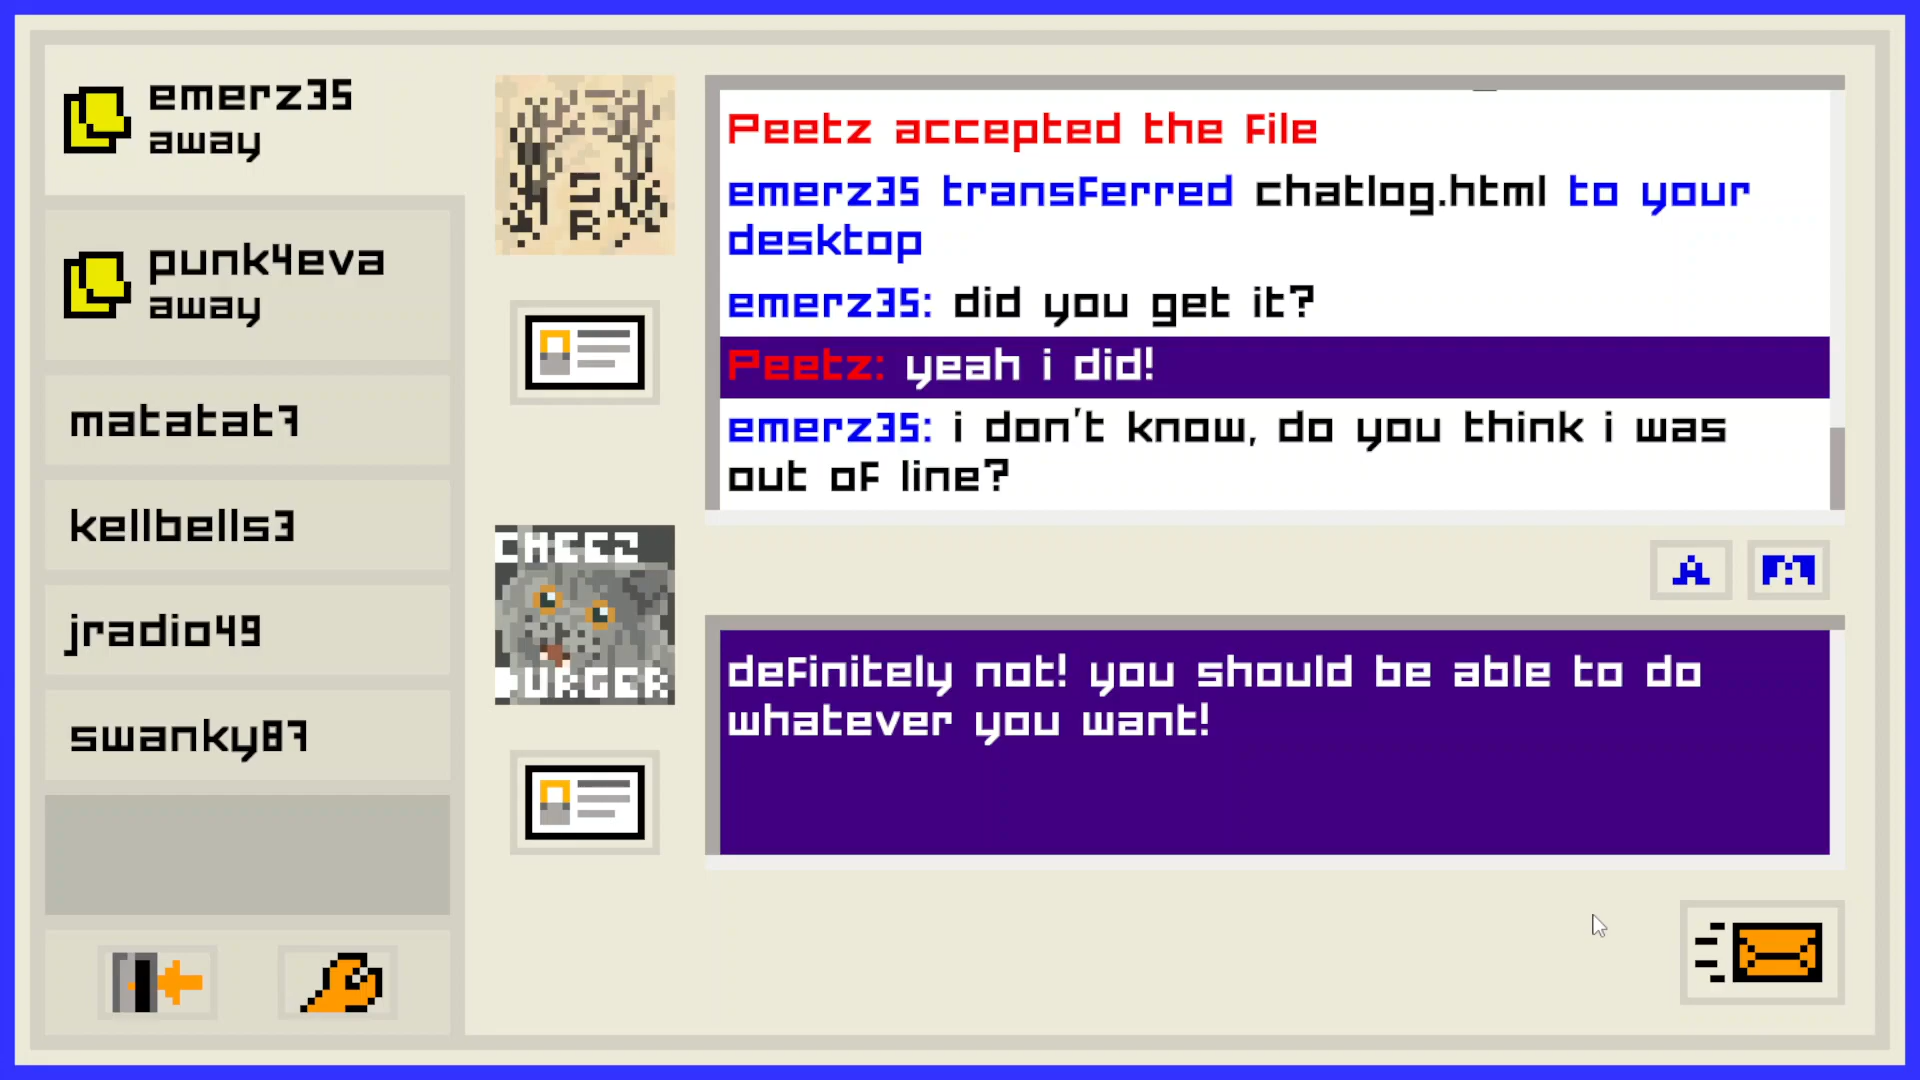 emerz35
away
punk4eva
away
matatat7
kellbells3
jradio49
swanky87
CHEEZ
BURGER
Peetz accepted the file
emerz35 transferred chatlog.html to your
desktop
emerz35: did you get it?
Peetz: yeah i did!
emerz35: i don't know, do you think i was
out of line?
A
definitely not! you should be able to do
whatever you want!